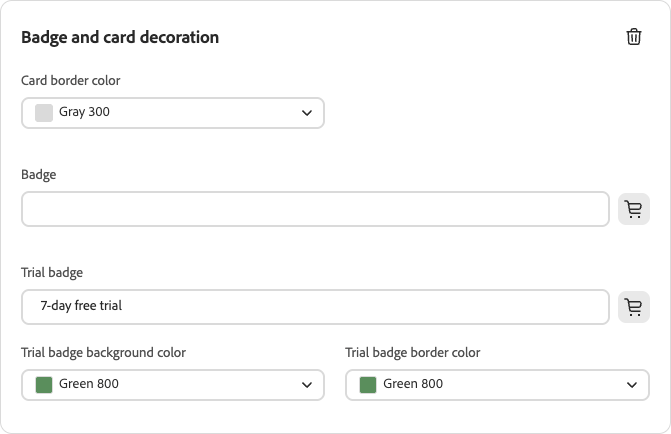 Badge and card decoration
Card border color
Gray 300
Badge
Trial badge
7-day free trial
Trial badge background color
Trial badge border color
Green 800
Green 800